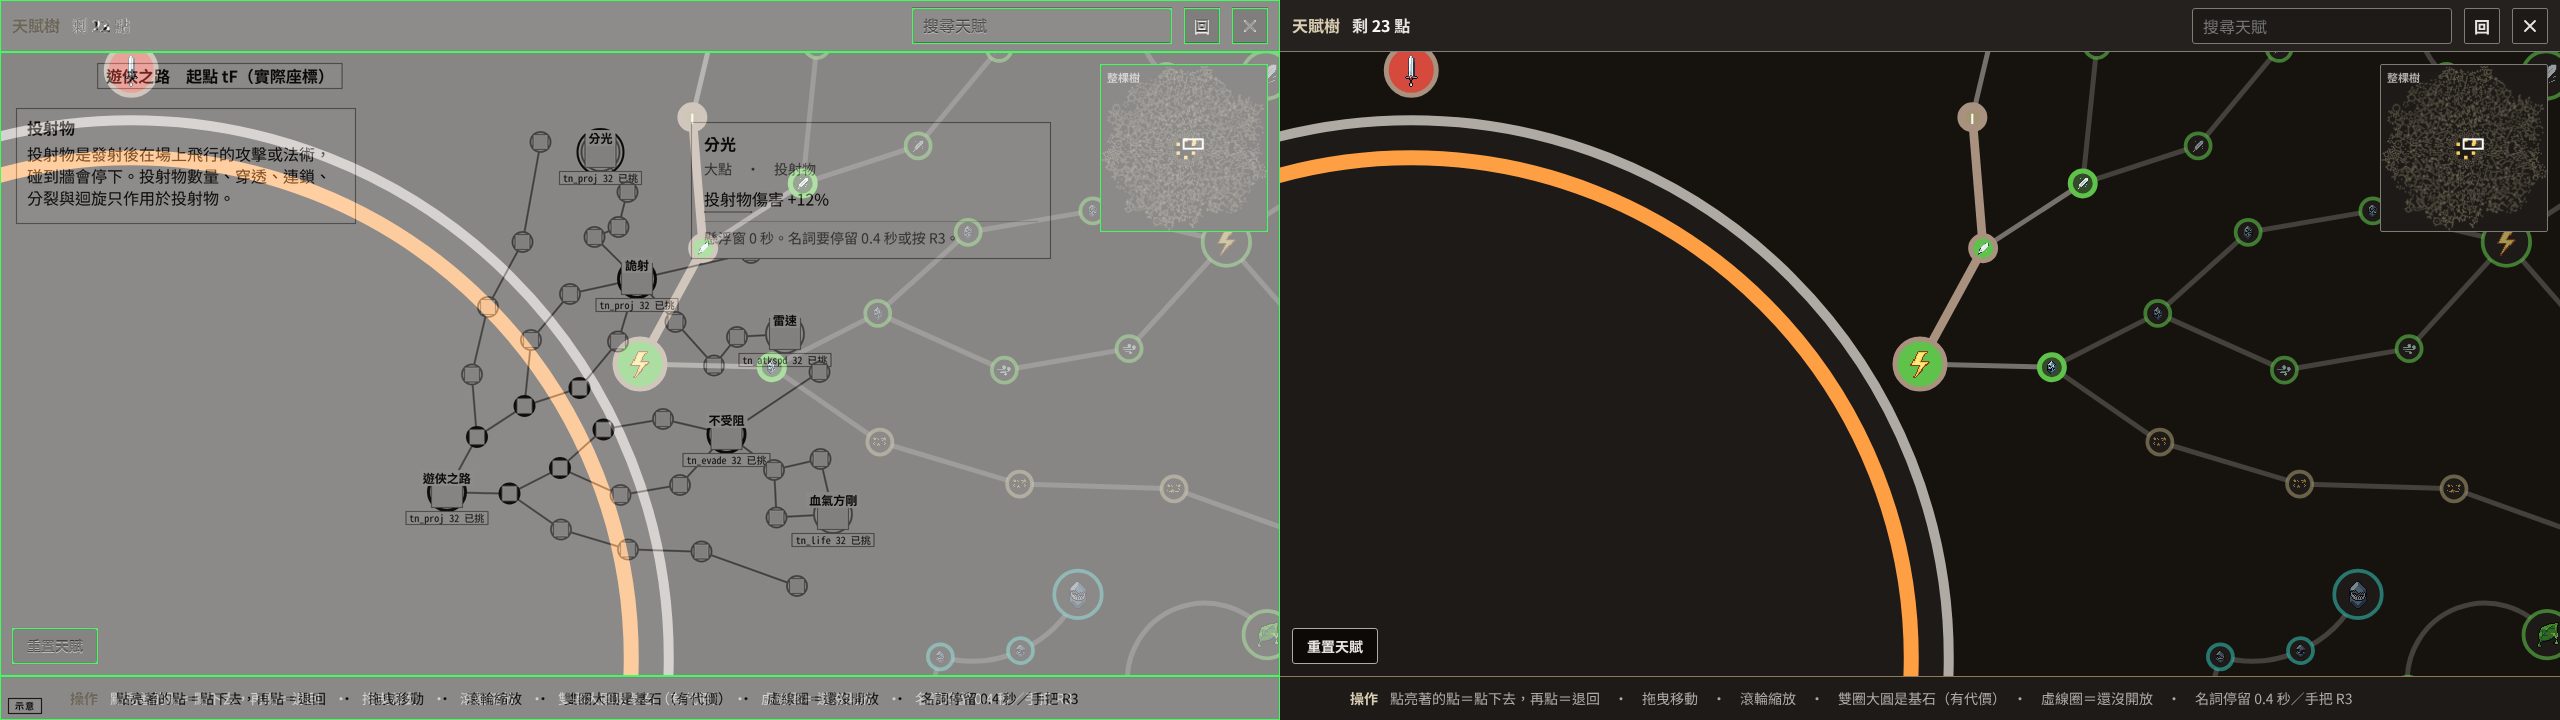 天賦樹 剩 點
搜尋天賦
回
遊俠之路 起點 tF（實際座標）
整棵樹
投射物
投射物是發射後在場上飛行的攻擊或法術，
碰到牆會停下。投射物數量、穿透、連鎖、
分裂與迴旋只作用於投射物。
分光
tn_proj 32 已挑
分光
大點 ・ 投射物
投射物傷害 +12%
懸浮窗 0 秒。名詞要停留 0.4 秒或按 R3。
詭射
tn_proj 32 已挑
雷速
tn_atkspd 32 已挑
不受阻
tn_evade 32 已挑
遊俠之路
tn_proj 32 已挑
血氣方剛
tn_life 32 已挑
重置天賦
示意
操作 點亮著的點＝點下去，再點＝退回 ・ 拖曳移動 ・ 滾輪縮放 ・ 雙圈大圓是基石（有代價） ・ 虛線圈＝還沒開放 ・ 名詞停留 0.4 秒／手把 R3
天賦樹 剩 23 點
搜尋天賦
回
整棵樹
重置天賦
操作 點亮著的點＝點下去，再點＝退回 ・ 拖曳移動 ・ 滾輪縮放 ・ 雙圈大圓是基石（有代價） ・ 虛線圈＝還沒開放 ・ 名詞停留 0.4 秒／手把 R3